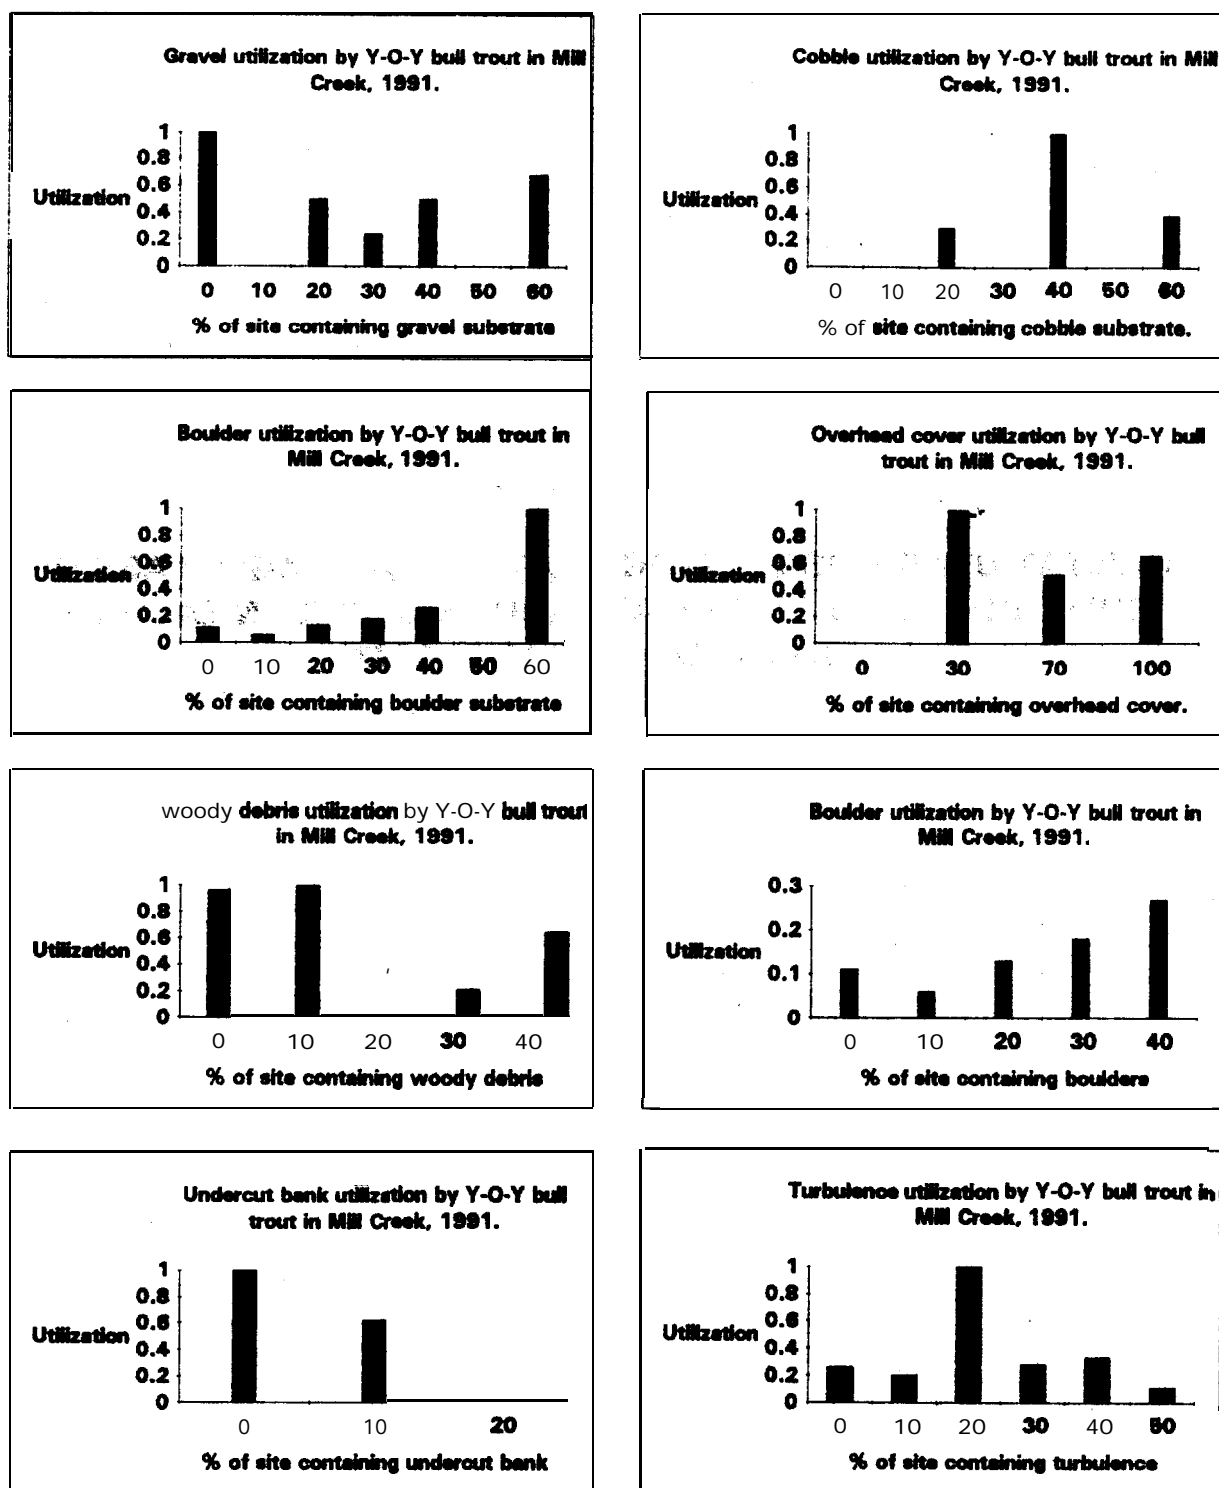 Gravel utilization by Y-O-Y bull trout in Mill
Creek, 1991.
1
0.8
0.6
0.4
0.2
0
Utilization
0 10 20 30 40 50 60
% of site containing gravel substrate
Cobble utilization by Y-O-Y bull trout in Mill
Creek, 1991.
1
0.8
0.6
0.4
0.2
0
Utilization
0 10 20 30 40 50 60
% of site containing cobble substrate.
Boulder utilization by Y-O-Y bull trout in
Mill Creek, 1991.
1
0.8
0.6
0.4
0.2
0
Utilization
0 10 20 30 40 50 60
% of site containing boulder substrate
Overhead cover utilization by Y-O-Y bull
trout in Mill Creek, 1991.
1
0.8
0.6
0.4
0.2
0
Utilization
0 30 70 100
% of site containing overhead cover.
woody debris utilization by Y-O-Y bull trout
in Mill Creek, 1991.
1
0.8
0.6
0.4
0.2
0
Utilization
0 10 20 30 40
% of site containing woody debris
Boulder utilization by Y-O-Y bull trout in
Mill Creek, 1991.
0.3
0.2
0.1
0
Utilization
0 10 20 30 40
% of site containing boulders
Undercut bank utilization by Y-O-Y bull
trout in Mill Creek, 1991.
1
0.8
0.6
0.4
0.2
0
Utilization
0 10 20
% of site containing undercut bank
Turbulence utilization by Y-O-Y bull trout in
Mill Creek, 1991.
1
0.8
0.6
0.4
0.2
0
Utilization
0 10 20 30 40 50
% of site containing turbulence